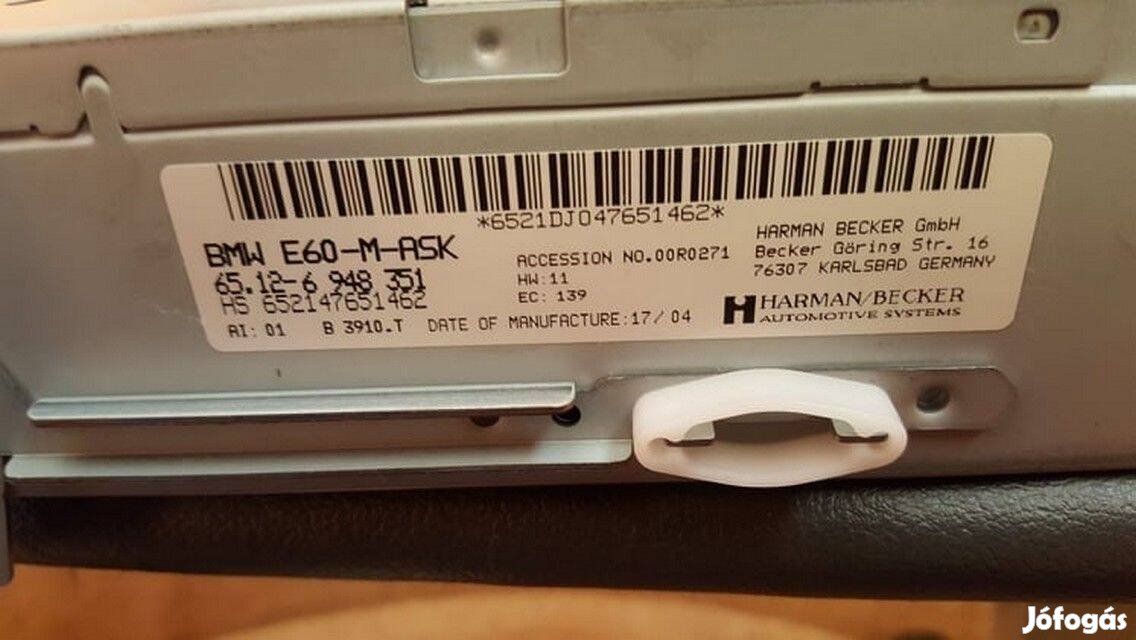 *6521DJ047651462*
BMW E60-M-ASK
65.12-6 948 351
HS 652147651462
AI: 01 B 3910.T DATE OF MANUFACTURE:17/04
ACCESSION NO.00R0271
HW:11
EC: 139
HARMAN BECKER GmbH
Becker Göring Str. 16
76307 KARLSBAD GERMANY
HARMAN/BECKER
AUTOMOTIVE SYSTEMS
Jófogás